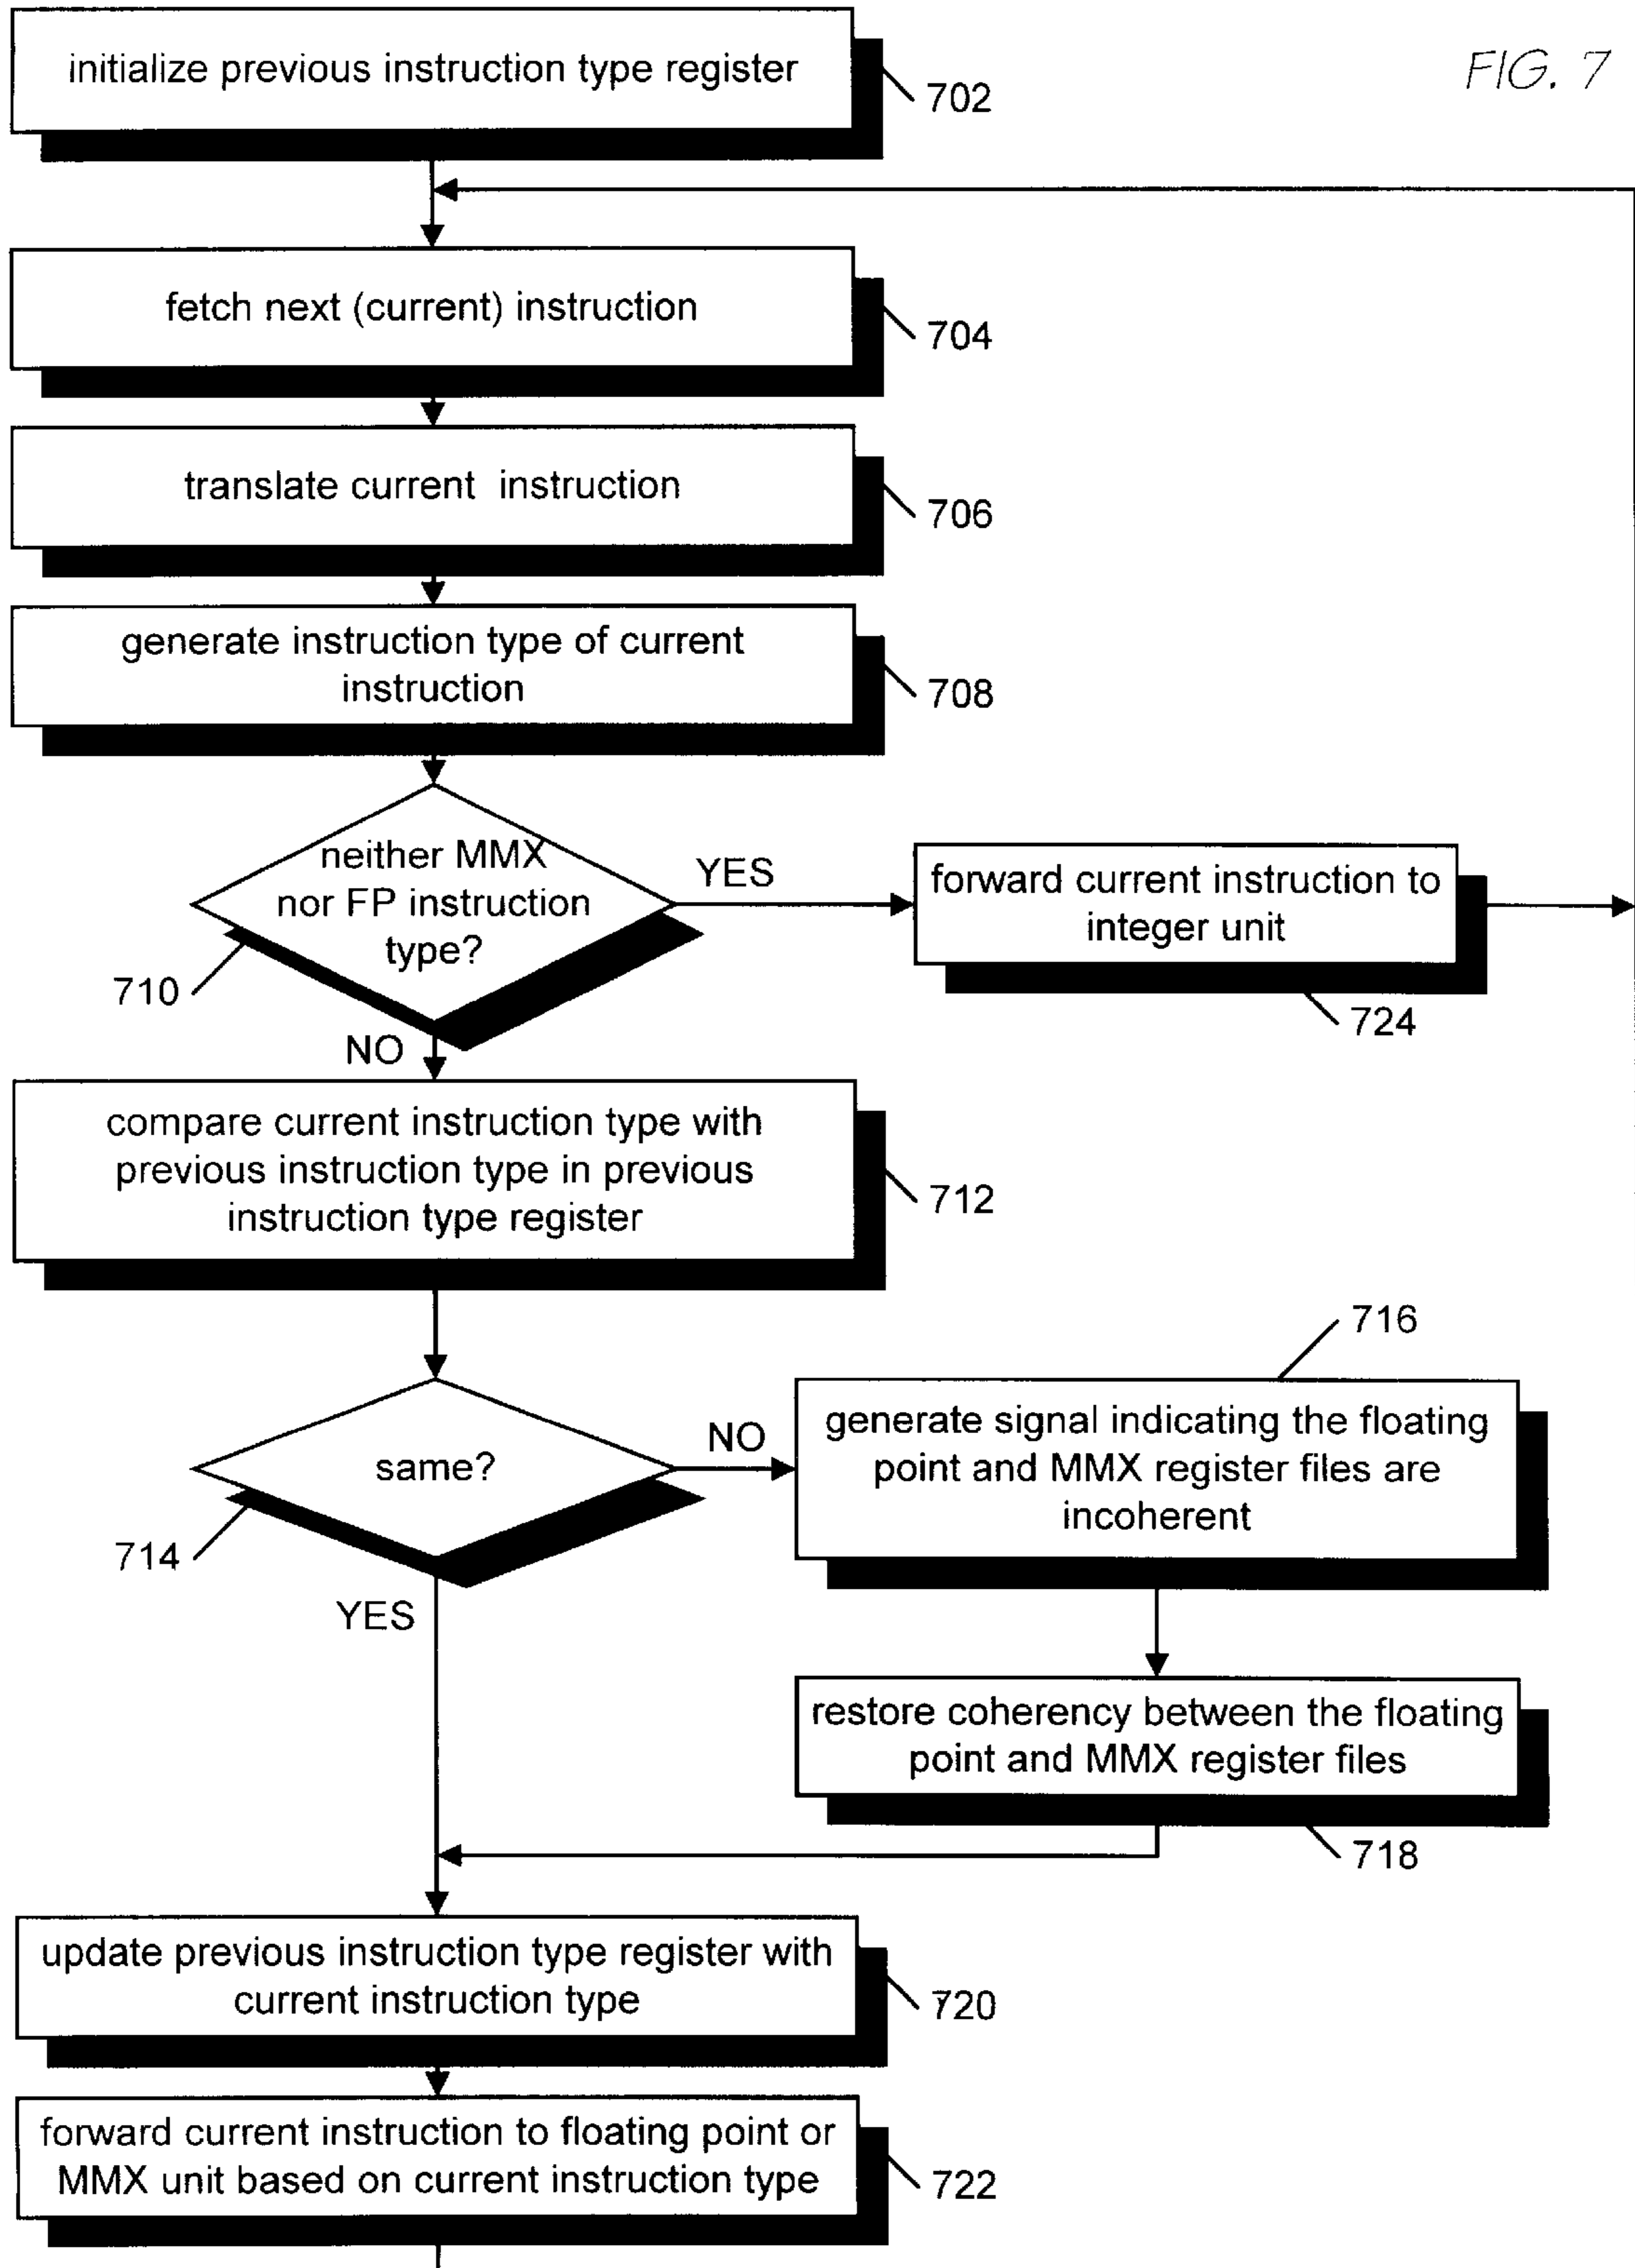 FIG. 7
initialize previous instruction type register
702
fetch next (current) instruction
704
translate current instruction
706
generate instruction type of current
instruction
708
neither MMX
nor FP instruction
type?
710
YES
forward current instruction to
integer unit
724
NO
compare current instruction type with
previous instruction type in previous
instruction type register
712
same?
714
NO
716
generate signal indicating the floating
point and MMX register files are
incoherent
YES
restore coherency between the floating
point and MMX register files
718
update previous instruction type register with
current instruction type
720
forward current instruction to floating point or
MMX unit based on current instruction type
722